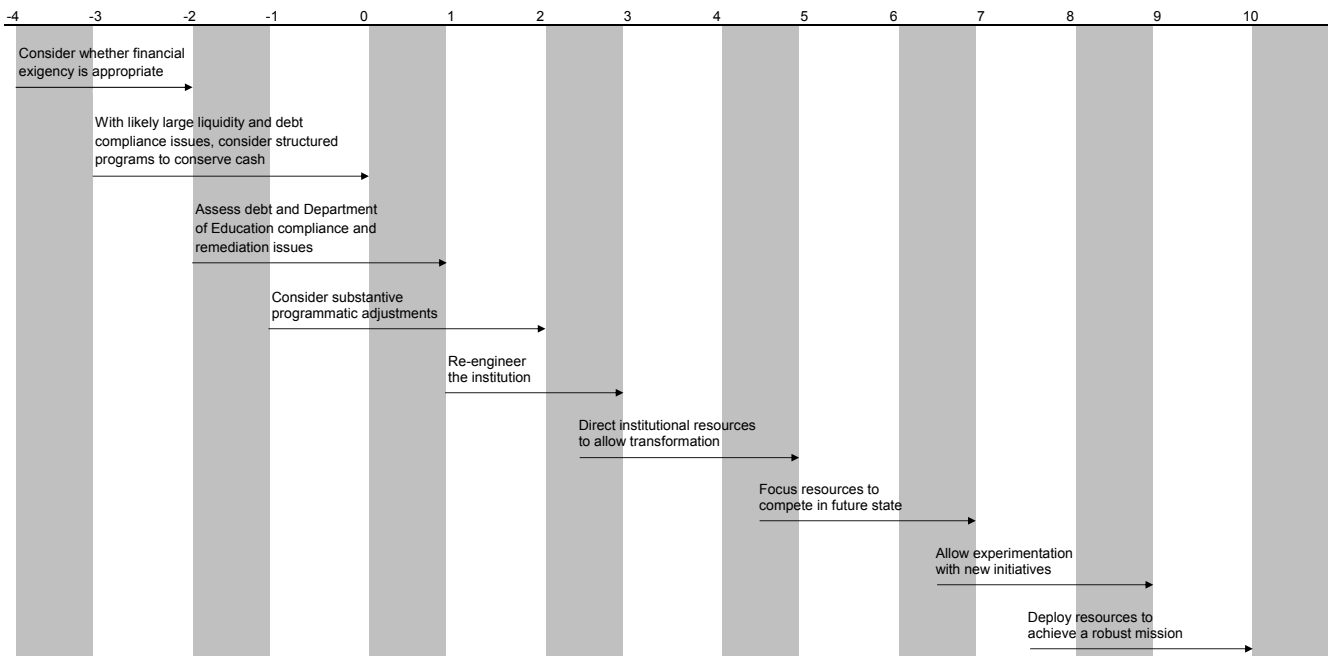 -4 -3 -2 -1 0 1 2 3 4 5 6 7 8 9 10
Consider whether financial
exigency is appropriate
With likely large liquidity and debt
compliance issues, consider structured
programs to conserve cash
Assess debt and Department
of Education compliance and
remediation issues
Consider substantive
programmatic adjustments
Re-engineer
the institution
Direct institutional resources
to allow transformation
Focus resources to
compete in future state
Allow experimentation
with new initiatives
Deploy resources to
achieve a robust mission